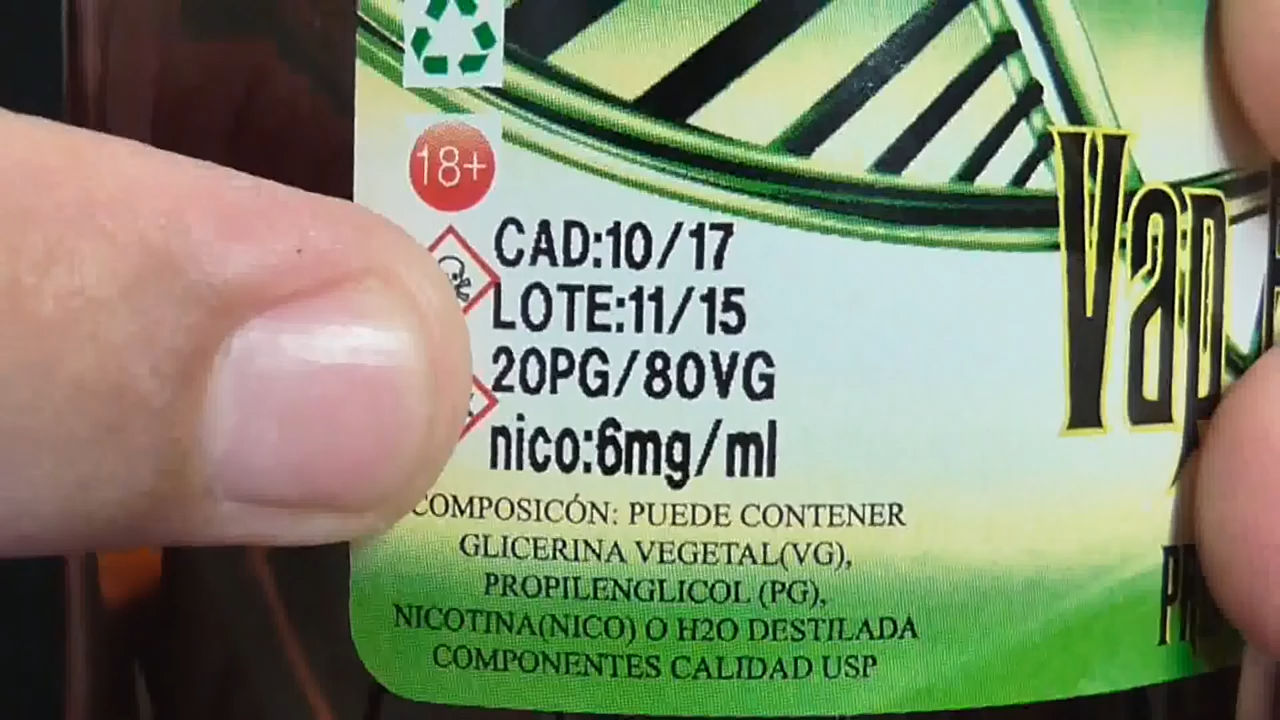 18+
CAD:10/17
LOTE:11/15
20PG/80VG
nico:6mg/ml
COMPOSICÓN: PUEDE CONTENER
GLICERINA VEGETAL(VG),
PROPILENGLICOL (PG),
NICOTINA(NICO) O H2O DESTILADA
COMPONENTES CALIDAD USP
Vap